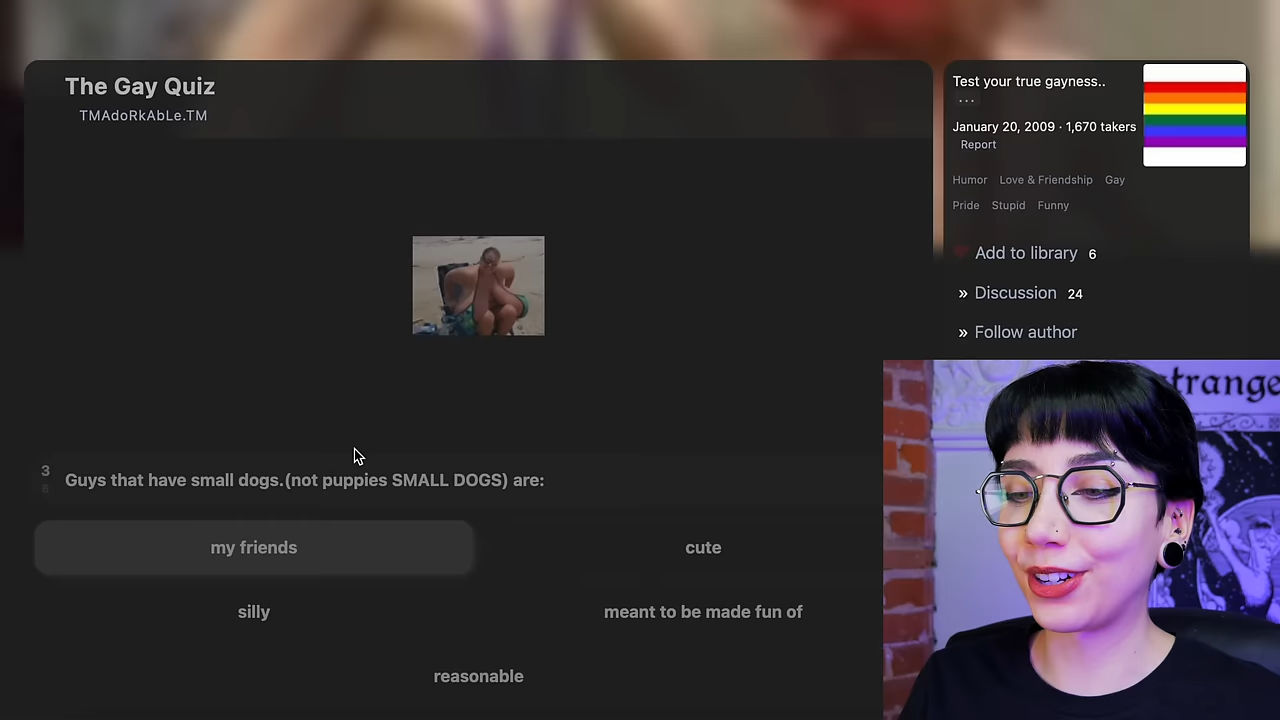 The Gay Quiz
TMAdoRkAbLe.TM
Test your true gayness..
...
January 20, 2009 · 1,670 takers
Report
Humor Love & Friendship Gay
Pride Stupid Funny
Add to library 6
» Discussion 24
» Follow author
3
6
Guys that have small dogs.(not puppies SMALL DOGS) are:
my friends
cute
silly
meant to be made fun of
reasonable
strange